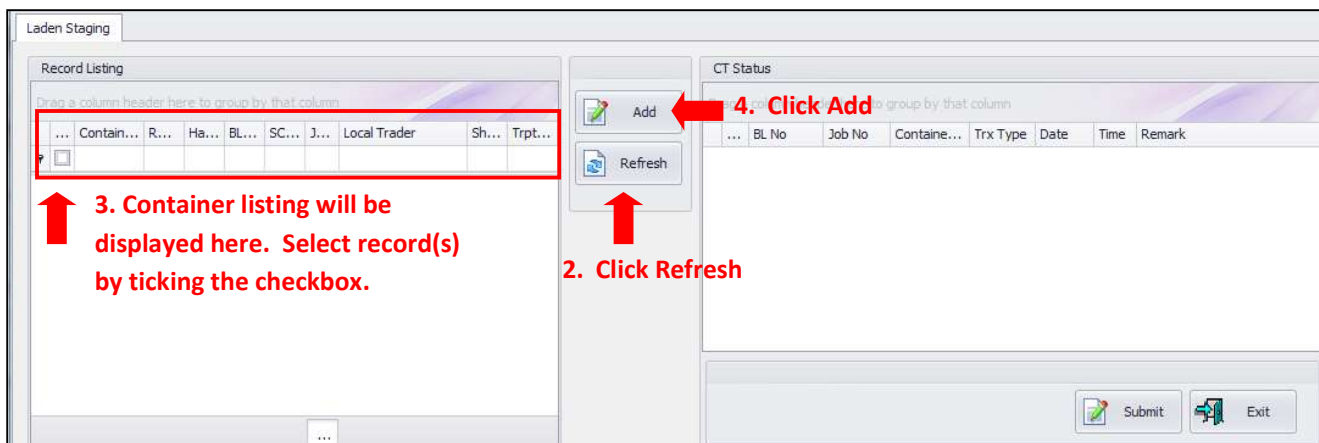 Laden Staging
Record Listing
CT Status
Drag a column header here to group by that column
Add
4. Click Add
to group by that column
... Contain... R... Ha... BL... SC... J... Local Trader Sh... Trpt...
... BL No Job No Containe... Trx Type Date Time Remark
Refresh
3. Container listing will be
displayed here. Select record(s)
by ticking the checkbox.
2. Click Refresh
Submit
Exit
...